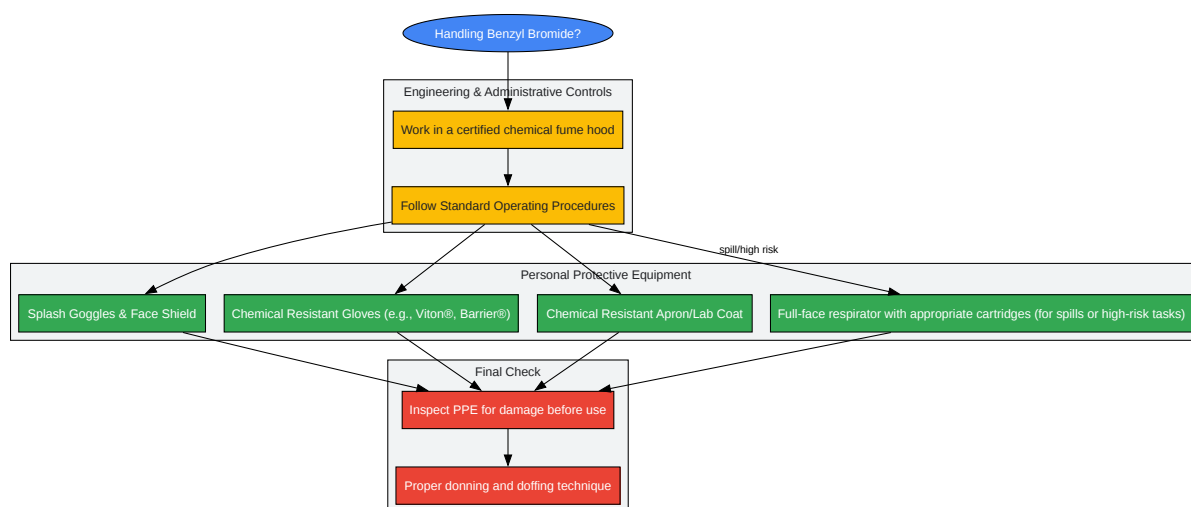 Handling Benzyl Bromide?
Engineering & Administrative Controls
Work in a certified chemical fume hood
Follow Standard Operating Procedures
spill/high risk
Personal Protective Equipment
Splash Goggles & Face Shield
Chemical Resistant Gloves (e.g., Viton®, Barrier®)
Chemical Resistant Apron/Lab Coat
Full-face respirator with appropriate cartridges (for spills or high-risk tasks)
Final Check
Inspect PPE for damage before use
Proper donning and doffing technique